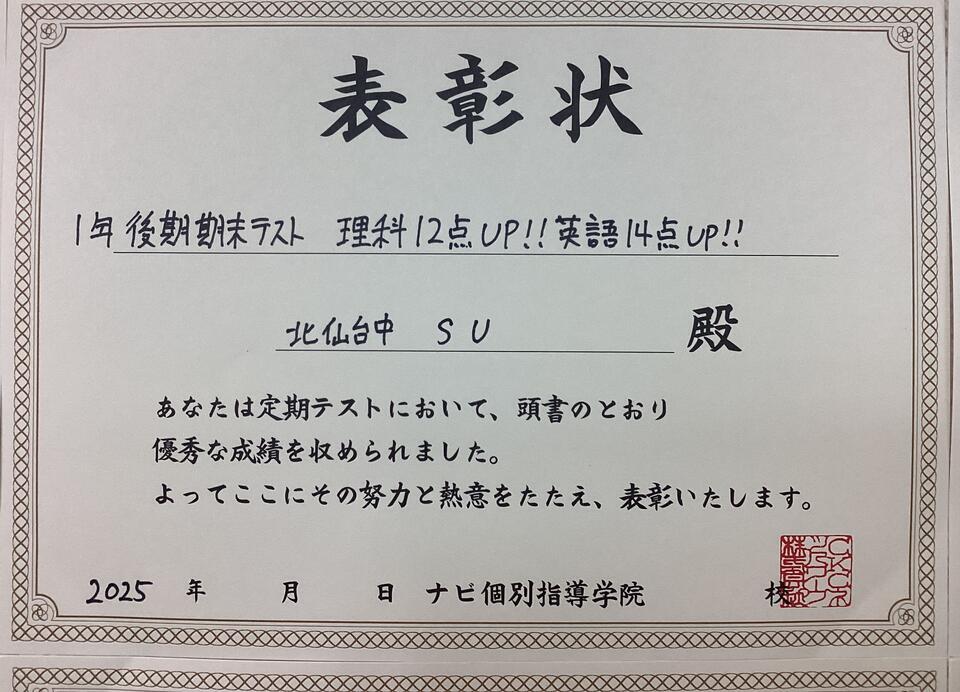 表彰状
1年 後期期末テスト 理科12点UP!! 英語14点UP!!
北仙台中 S U 殿
あなたは定期テストにおいて、頭書のとおり
優秀な成績を収められました。
よってここにその努力と熱意をたたえ、表彰いたします。
2025 年 月 日 ナビ個別指導学院 校